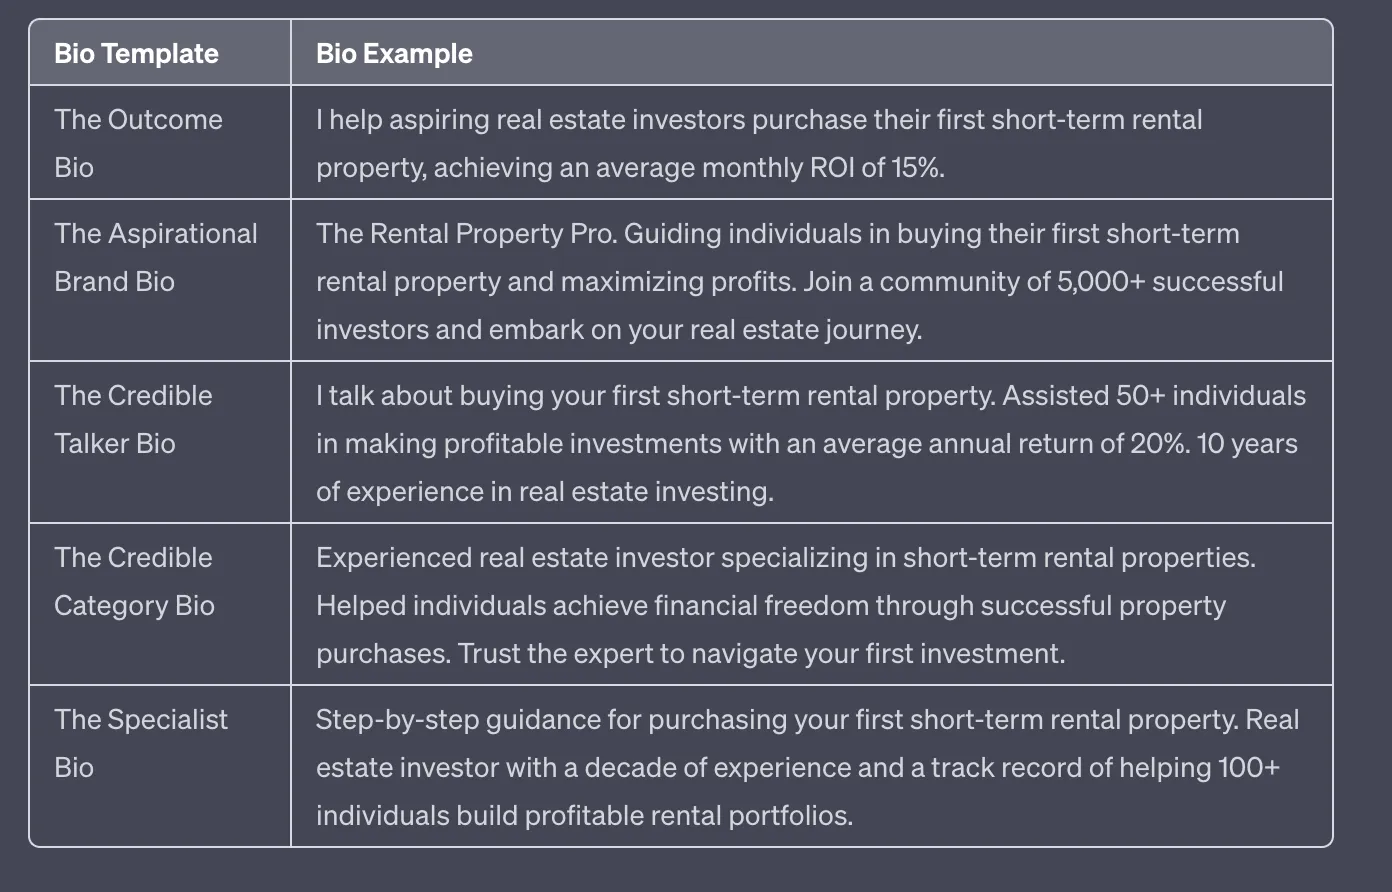 Bio Template
Bio Example
The Outcome
Bio
I help aspiring real estate investors purchase their first short-term rental
property, achieving an average monthly ROI of 15%.
The Aspirational
Brand Bio
The Rental Property Pro. Guiding individuals in buying their first short-term
rental property and maximizing profits. Join a community of 5,000+ successful
investors and embark on your real estate journey.
The Credible
Talker Bio
I talk about buying your first short-term rental property. Assisted 50+ individuals
in making profitable investments with an average annual return of 20%. 10 years
of experience in real estate investing.
The Credible
Category Bio
Experienced real estate investor specializing in short-term rental properties.
Helped individuals achieve financial freedom through successful property
purchases. Trust the expert to navigate your first investment.
The Specialist
Bio
Step-by-step guidance for purchasing your first short-term rental property. Real
estate investor with a decade of experience and a track record of helping 100+
individuals build profitable rental portfolios.